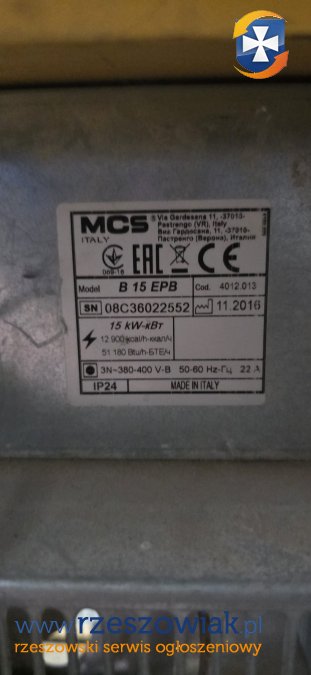 MCS
ITALY
Via Gardesana 11, -37010-
Pastrengo (VR), Italy
Виа Гардесана, 11, -37010-
Пастренго (Верона), Италия
EAC
CE
Model B 15 EPB Cod. 4012.013
SN 08C36022552 11.2016
15 kW-кВт
12 900kcal/h-ккал/ч
51 180 Btu/h-БТЕ/ч
3N~380-400 V-В 50-60 Hz-Гц 22 A
IP24 MADE IN ITALY
www.rzeszowiak.pl
rzeszowski serwis ogłoszeniowy